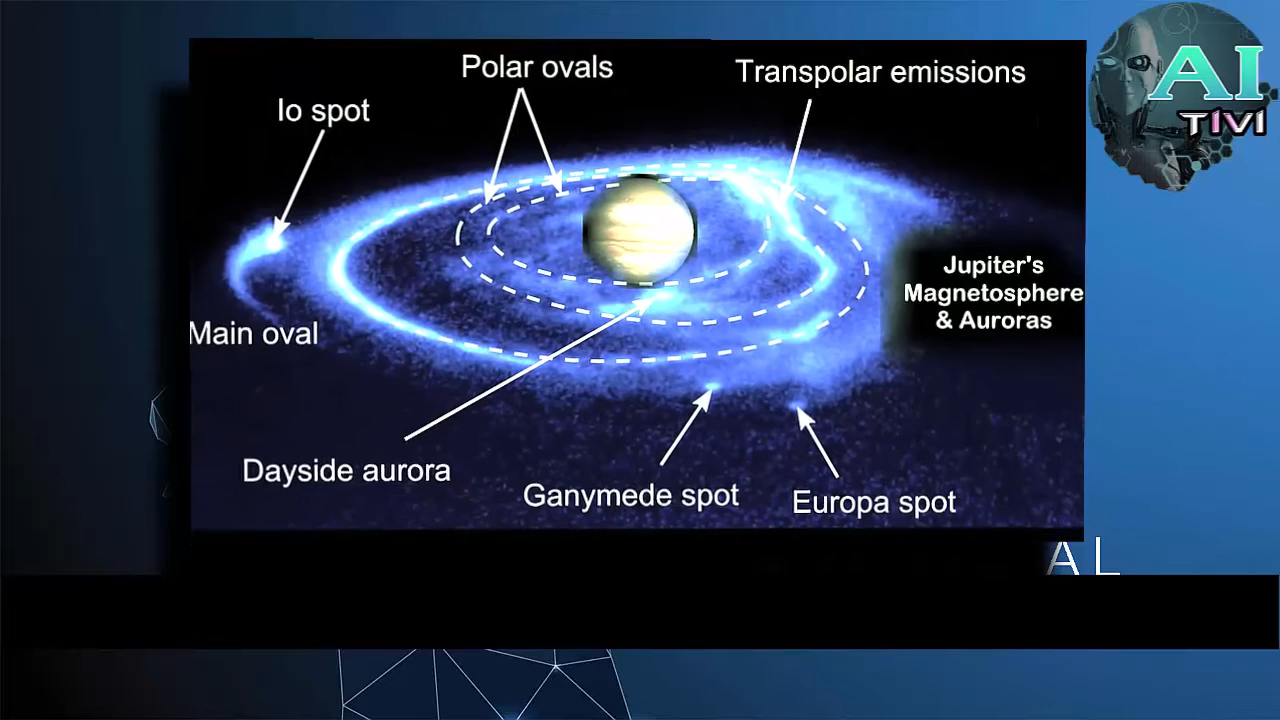 AI
TIVI
Polar ovals
Transpolar emissions
Io spot
Jupiter's
Magnetosphere
& Auroras
Main oval
Dayside aurora
Ganymede spot
Europa spot
AL